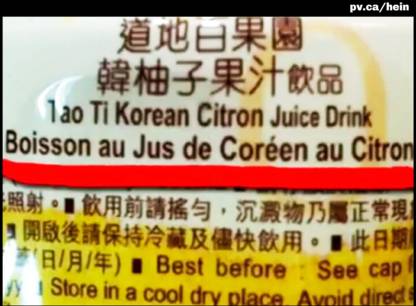 pv.ca/hein
道地百果園
韓柚子果汁飲品
Tao Ti Korean Citron Juice Drink
Boisson au Jus de Coréen au Citron
照射。■ 飲用前請搖勻，沉澱物乃屬正常現
■ 開啟後請保持冷藏及儘快飲用。■ 此日期
(日/月/年) ■ Best before : See cap
■ Store in a cool dry place. Avoid direct